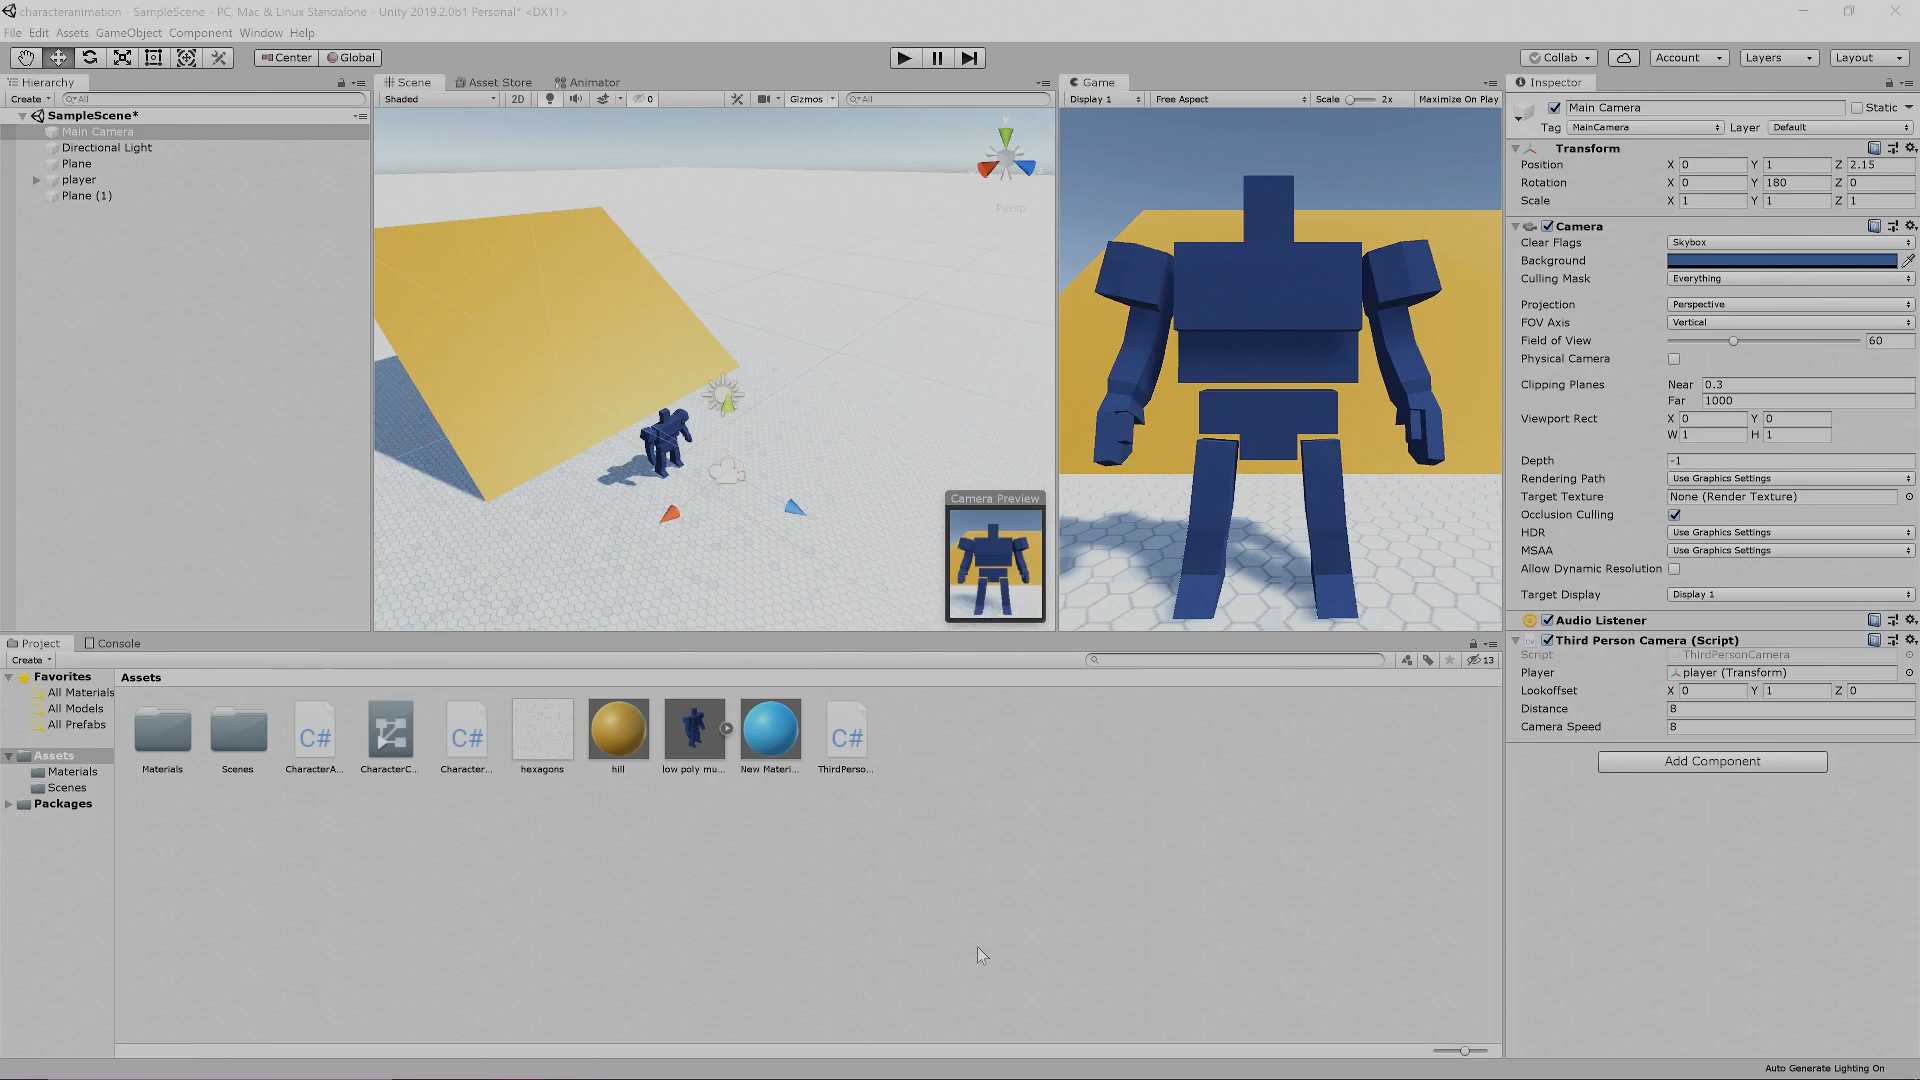 characteranimation - SampleScene - PC, Mac & Linux Standalone - Unity 2019.2.0b1 Personal* <DX11>
File Edit Assets GameObject Component Window Help
Center Global
Collab Account Layers Layout
Hierarchy
Create All
SampleScene*
Main Camera
Directional Light
Plane
player
Plane (1)
Scene Asset Store Animator
Shaded 2D 0 Gizmos All
y
Persp
Camera Preview
Game
Display 1 Free Aspect Scale 2x Maximize On Play
Inspector
Main Camera Static
Tag MainCamera Layer Default
Transform
Position X 0 Y 1 Z 2.15
Rotation X 0 Y 180 Z 0
Scale X 1 Y 1 Z 1
Camera
Clear Flags Skybox
Background
Culling Mask Everything
Projection Perspective
FOV Axis Vertical
Field of View 60
Physical Camera
Clipping Planes Near 0.3
Far 1000
Viewport Rect X 0 Y 0
W 1 H 1
Depth -1
Rendering Path Use Graphics Settings
Target Texture None (Render Texture)
Occlusion Culling
HDR Use Graphics Settings
MSAA Use Graphics Settings
Allow Dynamic Resolution
Target Display Display 1
Audio Listener
Third Person Camera (Script)
Script ThirdPersonCamera
Player player (Transform)
Lookoffset X 0 Y 1 Z 0
Distance 8
Camera Speed 8
Add Component
Project Console
Create 13
Favorites
All Materials
All Models
All Prefabs
Assets
Materials
Scenes
Packages
Assets
C# C# C#
Materials Scenes CharacterA... CharacterC... Character... hexagons hill low poly mu... New Materi... ThirdPerso...
Auto Generate Lighting On